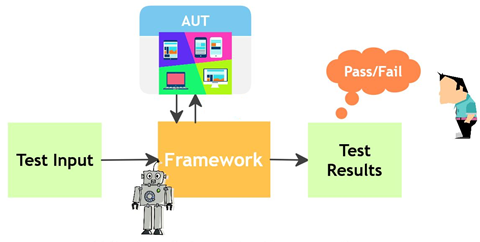 AUT
Pass/Fail
Test Input
Framework
Test
Results